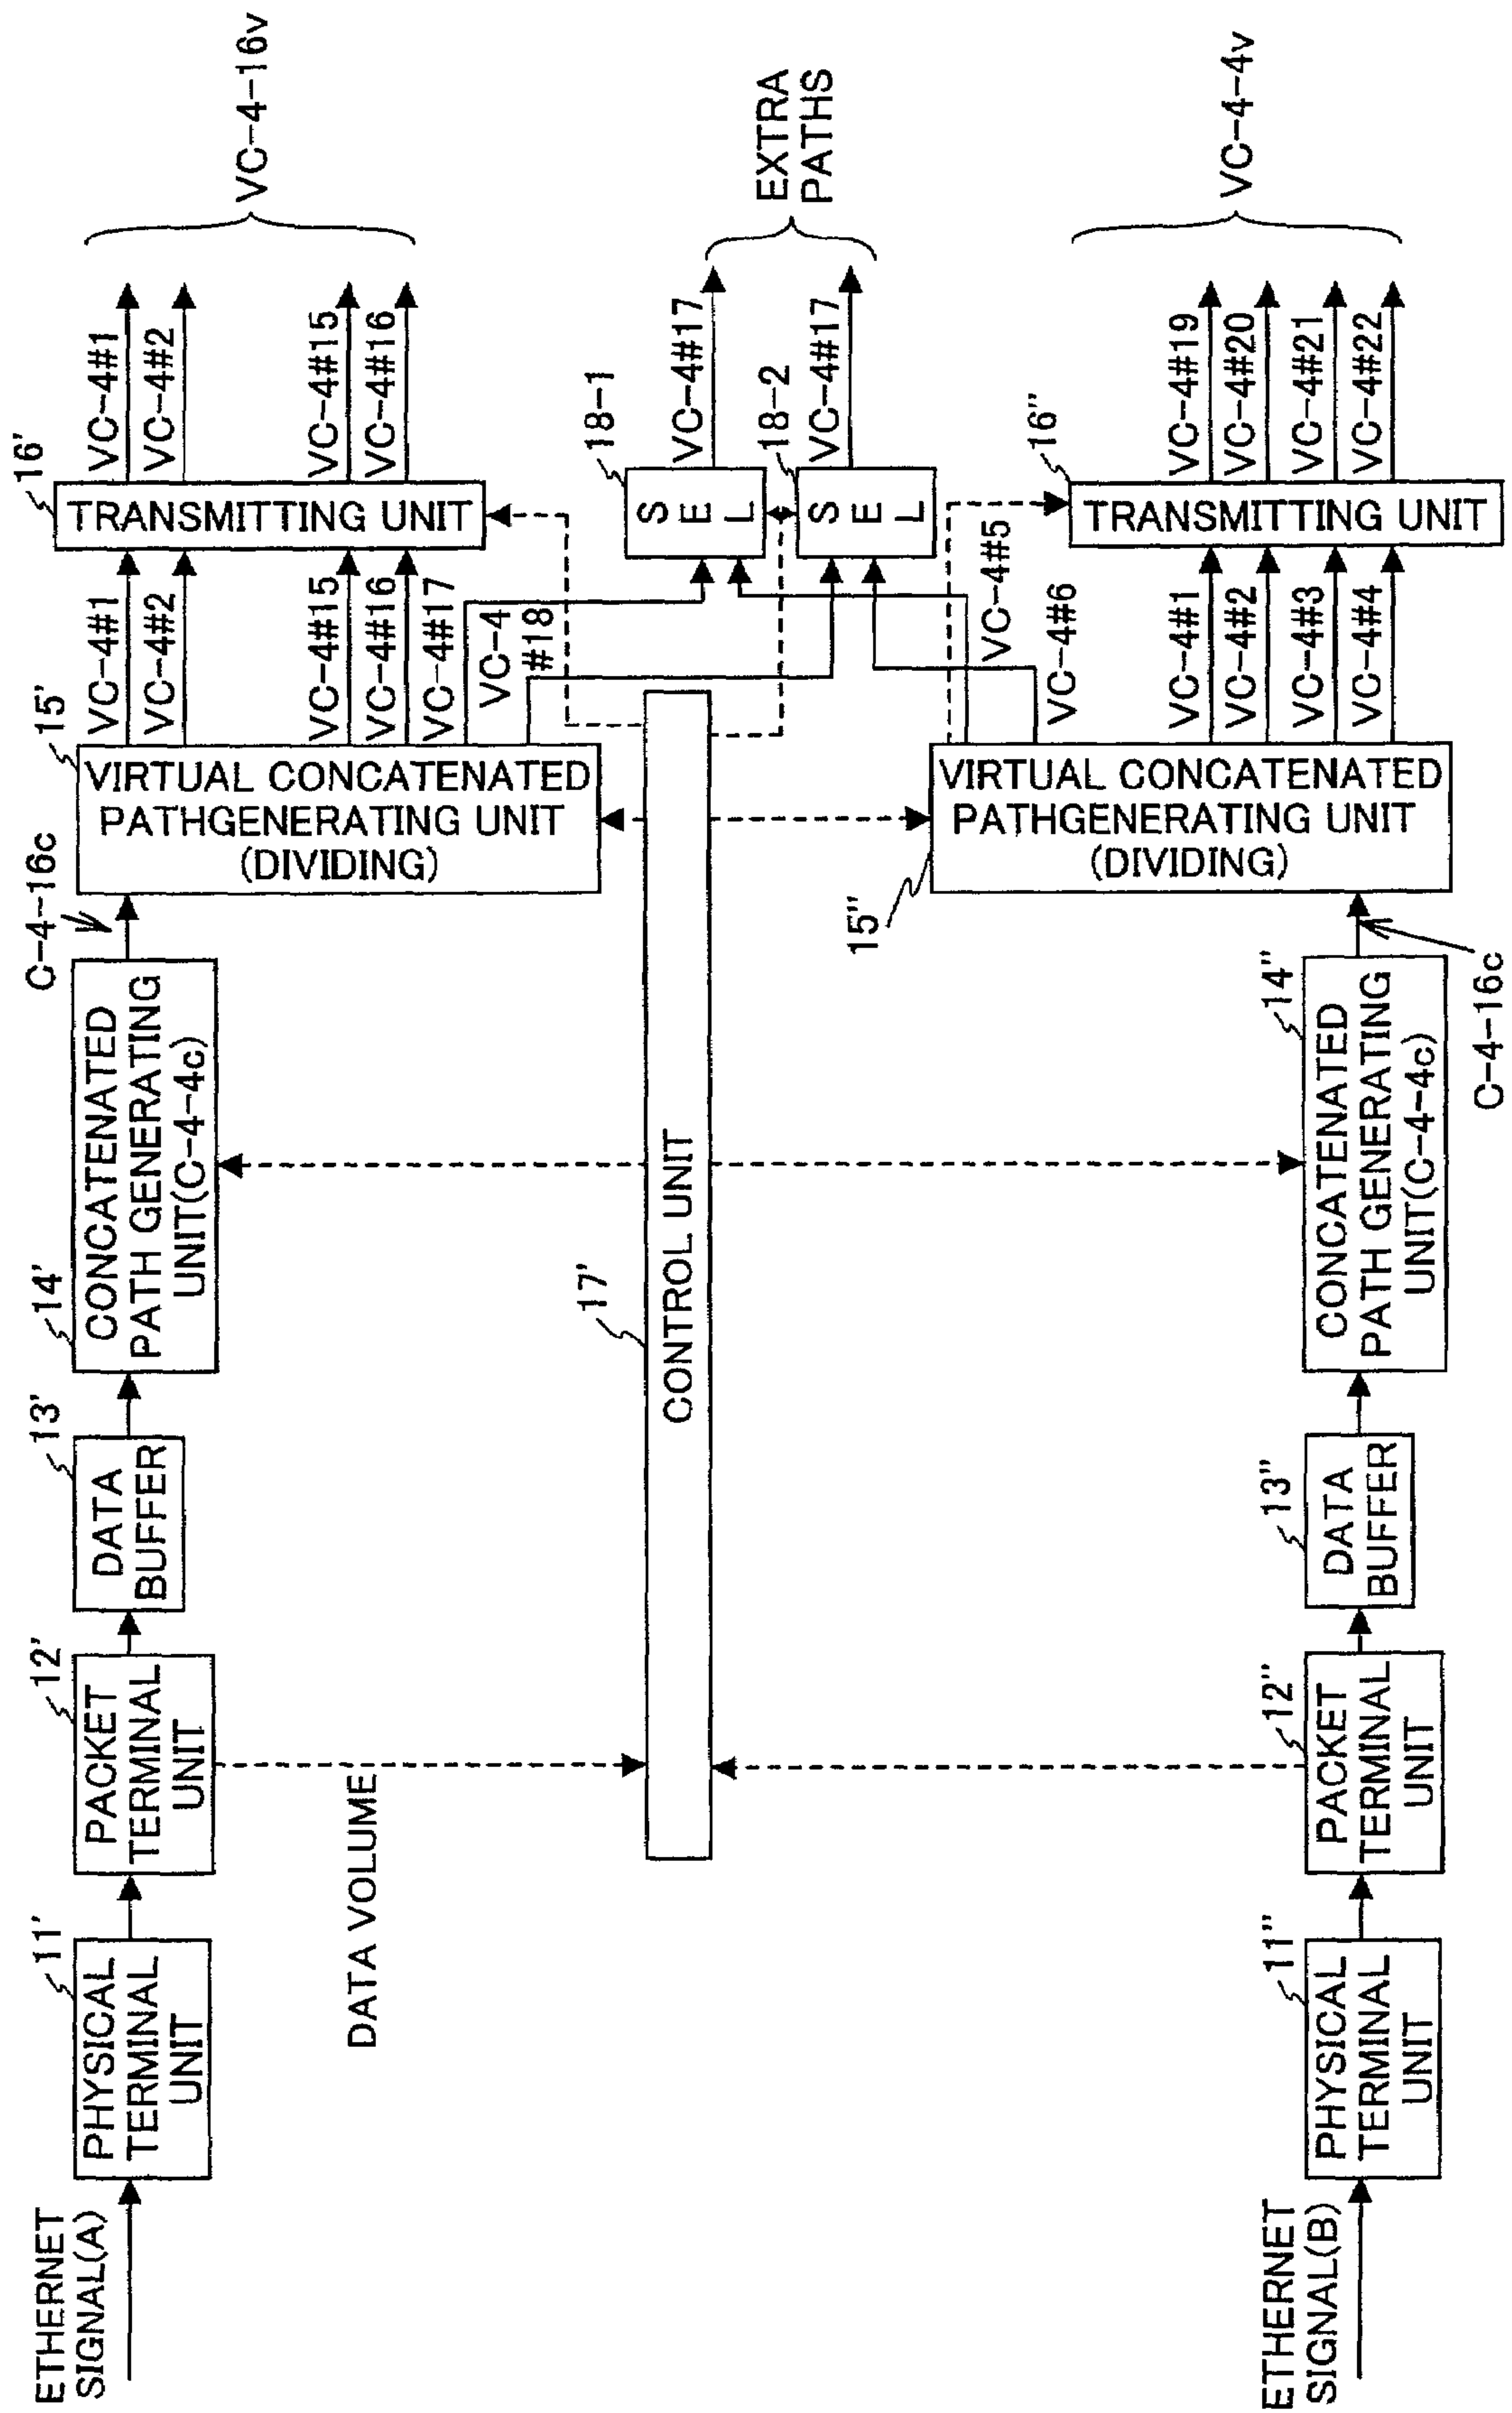 ETHERNET
SIGNAL(A)
11'
PHYSICAL
TERMINAL
UNIT
12'
PACKET
TERMINAL
UNIT
13'
DATA
BUFFER
14'
CONCATENATED
PATH GENERATING
UNIT(C-4-4c)
C-4-16c
15'
VIRTUAL CONCATENATED
PATHGENERATING UNIT
(DIVIDING)
VC-4#1
VC-4#2
VC-4#15
VC-4#16
VC-4#17
VC-4
#18
16'
TRANSMITTING UNIT
VC-4#1
VC-4#2
VC-4#15
VC-4#16
VC-4-16v
DATA VOLUME
17'
CONTROL UNIT
18-1
SEL
VC-4#17
18-2
SEL
VC-4#17
EXTRA
PATHS
ETHERNET
SIGNAL(B)
11"
PHYSICAL
TERMINAL
UNIT
12"
PACKET
TERMINAL
UNIT
13"
DATA
BUFFER
14"
CONCATENATED
PATH GENERATING
UNIT(C-4-4c)
C-4-16c
15"
VIRTUAL CONCATENATED
PATHGENERATING UNIT
(DIVIDING)
VC-4#5
VC-4#6
VC-4#1
VC-4#2
VC-4#3
VC-4#4
16"
TRANSMITTING UNIT
VC-4#19
VC-4#20
VC-4#21
VC-4#22
VC-4-4v